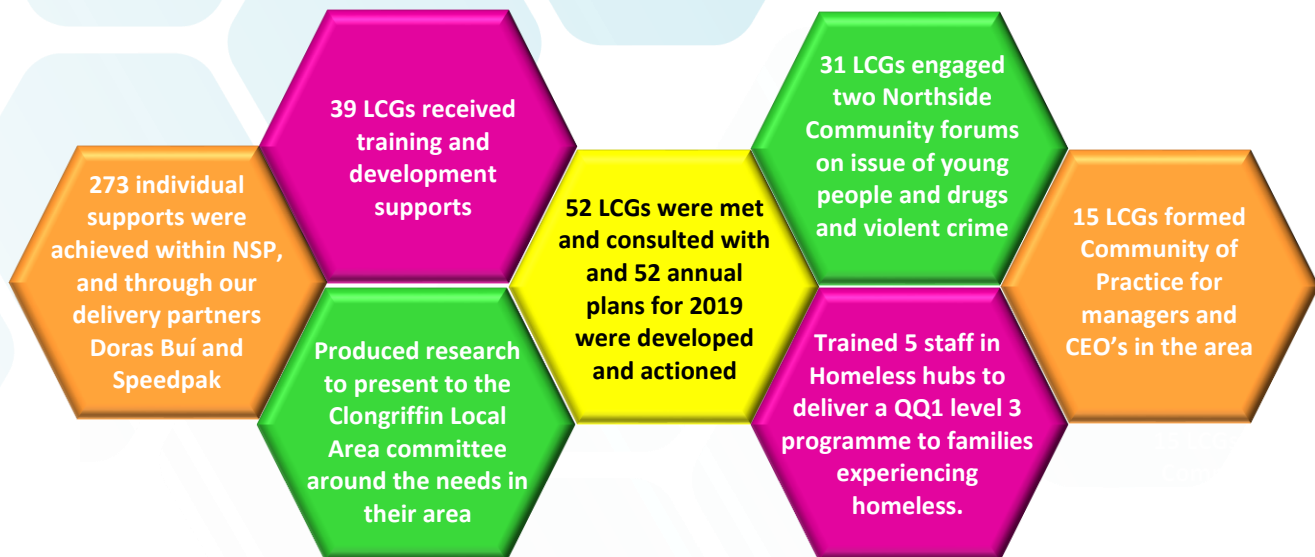 273 individual
supports were
achieved within NSP,
and through our
delivery partners
Doras Buí and
Speedpak
39 LCGs received
training and
development
supports
Produced research
to present to the
Clongriffin Local
Area committee
around the needs in
their area
52 LCGs were met
and consulted with
and 52 annual
plans for 2019
were developed
and actioned
31 LCGs engaged
two Northside
Community forums
on issue of young
people and drugs
and violent crime
Trained 5 staff in
Homeless hubs to
deliver a QQ1 level 3
programme to families
experiencing
homeless.
15 LCGs formed
Community of
Practice for
managers and
CEO’s in the area